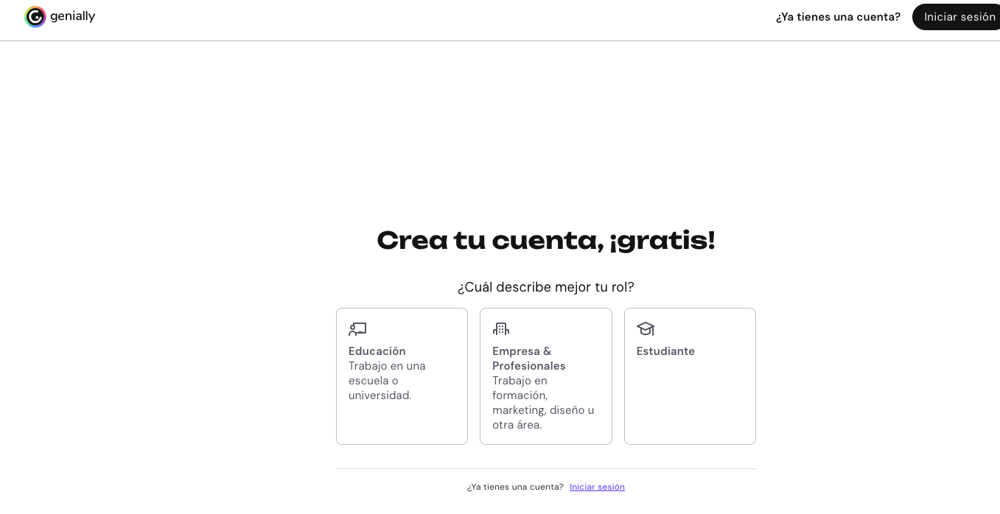 genially
¿Ya tienes una cuenta?
Iniciar sesión
Crea tu cuenta, ¡gratis!
¿Cuál describe mejor tu rol?
Educación
Trabajo en una
escuela o
universidad.
Empresa &
Profesionales
Trabajo en
formación,
marketing, diseño u
otra área.
Estudiante
¿Ya tienes una cuenta? Iniciar sesión